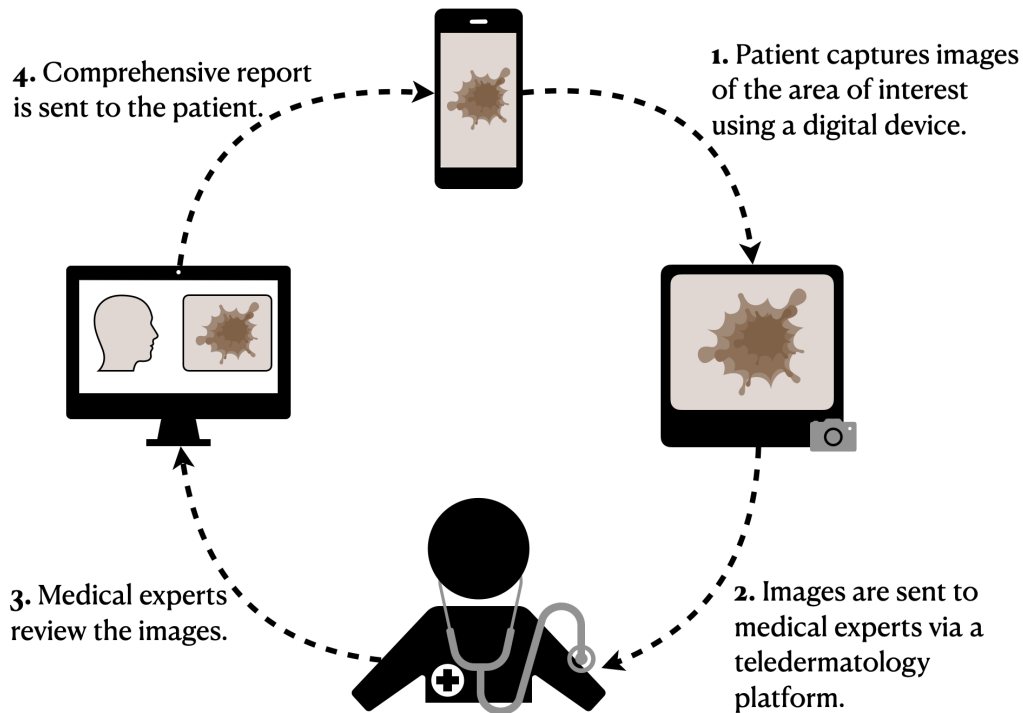 1. Patient captures images
of the area of interest
using a digital device.
2. Images are sent to
medical experts via a
teledermatology
platform.
3. Medical experts
review the images.
4. Comprehensive report
is sent to the patient.